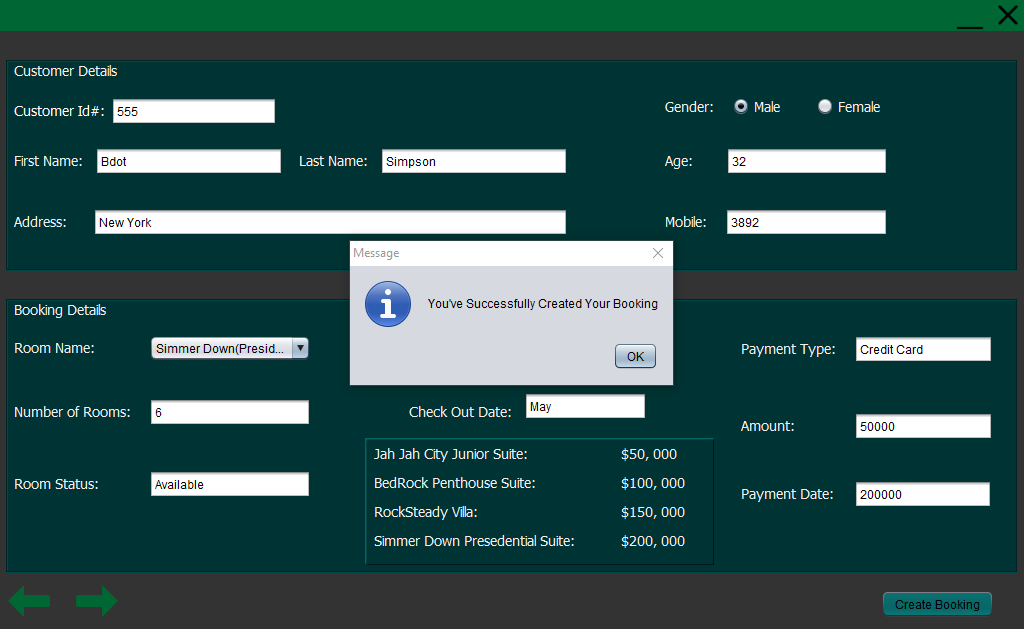 Customer Details
Customer Id#: 555
Gender: Male Female
First Name: Bdot Last Name: Simpson
Age: 32
Address: New York
Mobile: 3892
Message
You've Successfully Created Your Booking
OK
Booking Details
Room Name: Simmer Down(Presid...
Payment Type: Credit Card
Number of Rooms: 6
Check Out Date: May
Amount: 50000
Room Status: Available
Jah Jah City Junior Suite: $50, 000
BedRock Penthouse Suite: $100, 000
RockSteady Villa: $150, 000
Simmer Down Presedential Suite: $200, 000
Payment Date: 200000
Create Booking